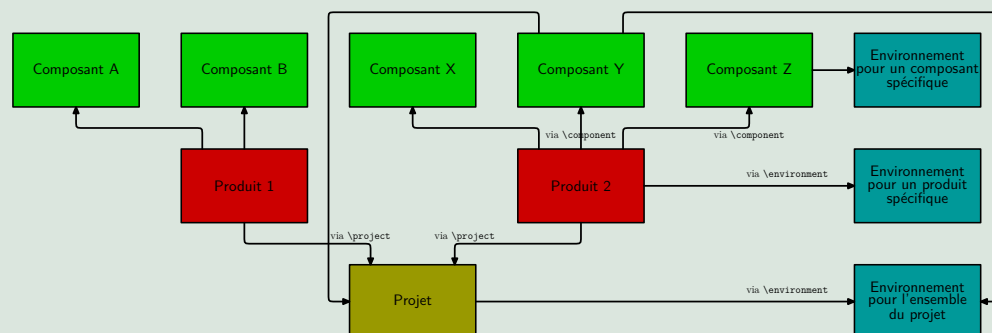 Composant A
Composant B
Composant X
Composant Y
Composant Z
Environnement
pour un composant
spécifique
via \component
via \component
Produit 1
Produit 2
via \environment
Environnement
pour un produit
spécifique
via \project
via \project
Projet
via \environment
Environnement
pour l'ensemble
du projet